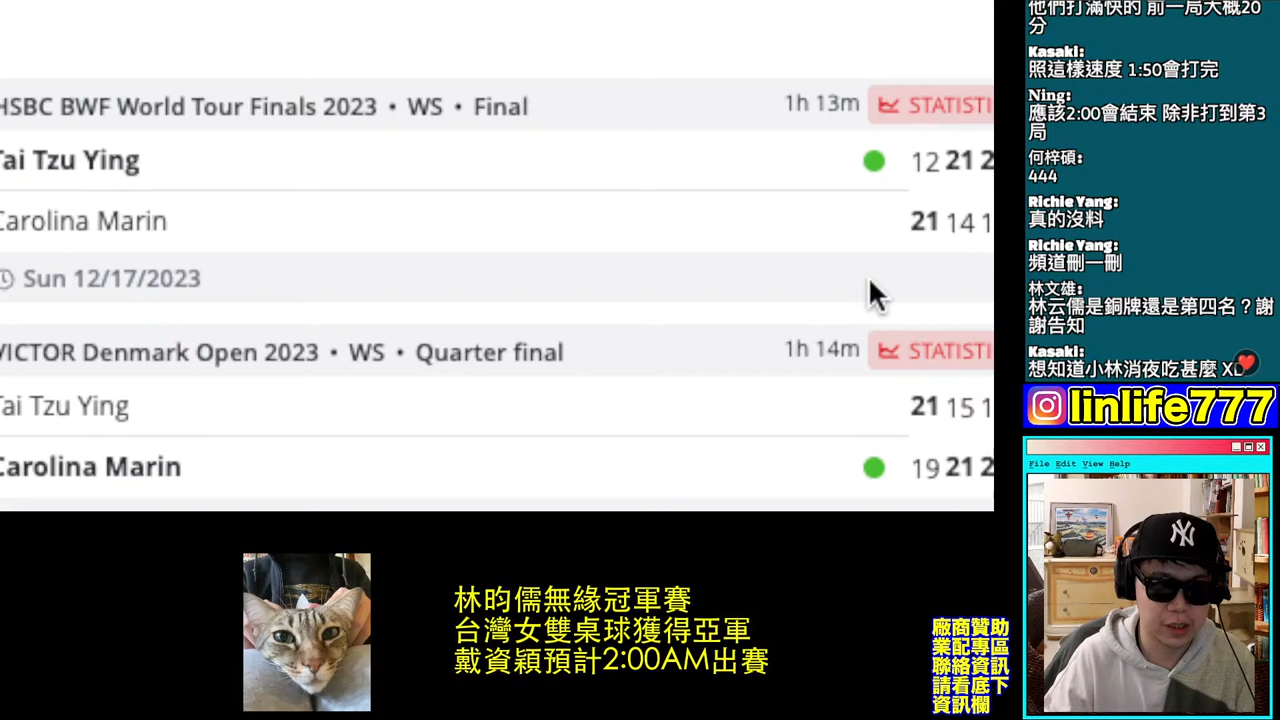 HSBC BWF World Tour Finals 2023 • WS • Final
1h 13m
STATISTI
Tai Tzu Ying
12 21 2
Carolina Marin
21 14 1
Sun 12/17/2023
VICTOR Denmark Open 2023 • WS • Quarter final
1h 14m
STATISTI
Tai Tzu Ying
21 15 1
Carolina Marin
19 21 2
他們打滿快的 前一局大概20
分
Kasaki:
照這樣速度 1:50會打完
Ning:
應該2:00會結束 除非打到第3
局
何梓碩:
444
Richie Yang:
真的沒料
Richie Yang:
頻道刪一刪
林文雄:
林云儒是銅牌還是第四名？謝
謝告知
Kasaki:
想知道小林消夜吃甚麼 XD
linlife777
File Edit View Help
NY
林昀儒無緣冠軍賽
台灣女雙桌球獲得亞軍
戴資穎預計2:00AM出賽
廠商贊助
業配專區
聯絡資訊
請看底下
資訊欄